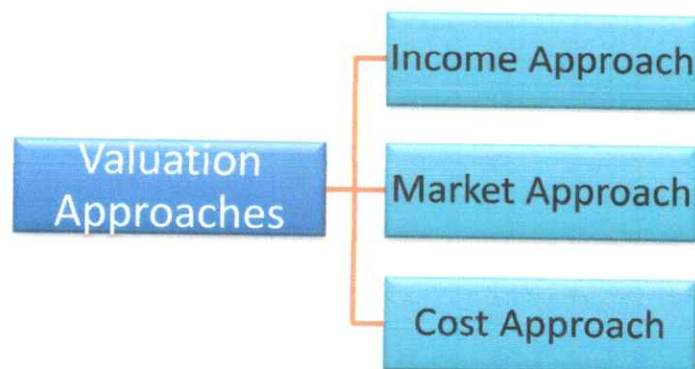 Income Approach
Valuation
Approaches
Market Approach
Cost Approach